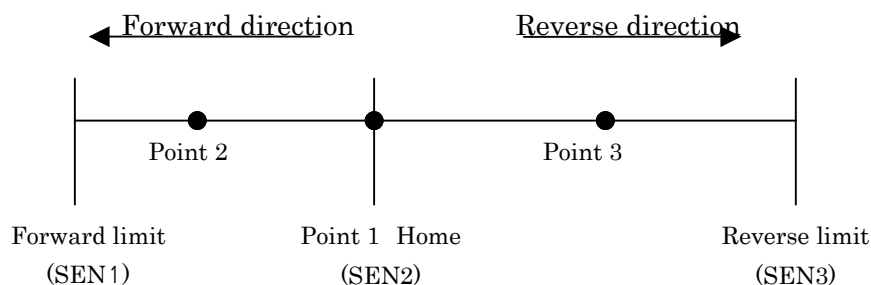 Forward direction Reverse direction
Point 2 Point 3
Forward limit Point 1 Home Reverse limit
(SEN1) (SEN2) (SEN3)